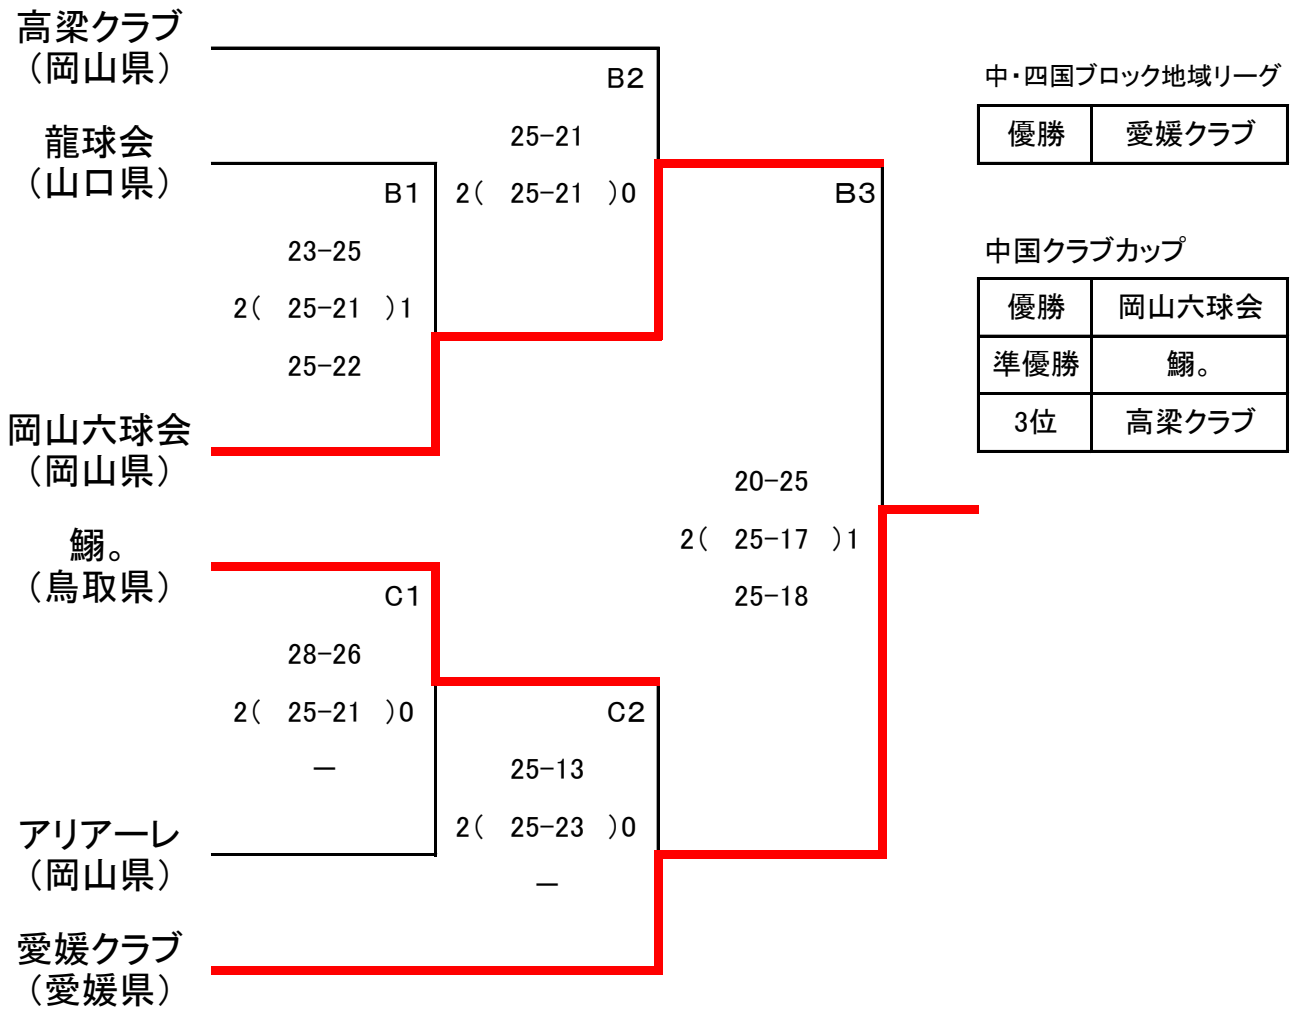 高梁クラブ
（岡山県）
B2
25-21
2( 25-21 )0
龍球会
（山口県）
B1
23-25
2( 25-21 )1
25-22
岡山六球会
（岡山県）
B3
20-25
2( 25-17 )1
25-18
鰯。
（鳥取県）
C1
28-26
2( 25-21 )0
－
C2
25-13
2( 25-23 )0
－
アリアーレ
（岡山県）
愛媛クラブ
（愛媛県）
中・四国ブロック地域リーグ
優勝 愛媛クラブ
中国クラブカップ
優勝 岡山六球会
準優勝 鰯。
3位 高梁クラブ